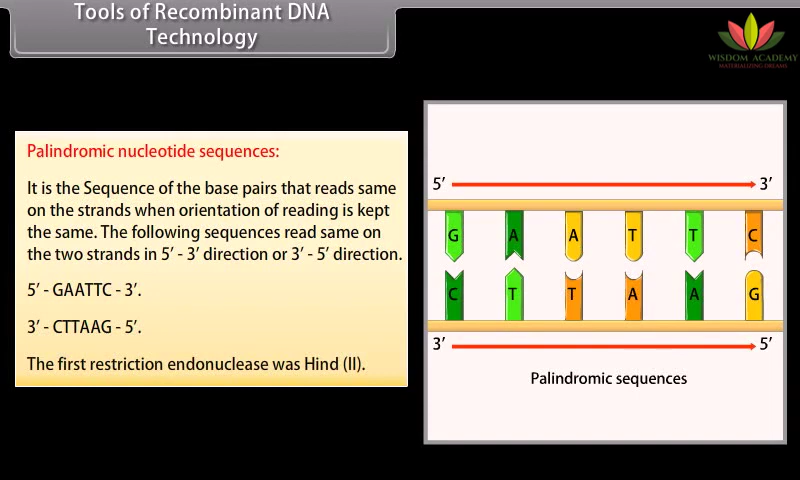 Tools of Recombinant DNA
Technology
WISDOM ACADEMY
MATERIALIZING DREAMS
Palindromic nucleotide sequences:
It is the Sequence of the base pairs that reads same
on the strands when orientation of reading is kept
the same. The following sequences read same on
the two strands in 5' - 3' direction or 3' - 5' direction.
5' - GAATTC - 3'.
3' - CTTAAG - 5'.
The first restriction endonuclease was Hind (II).
5' 3'
G A A T T C
C T T A A G
3' 5'
Palindromic sequences